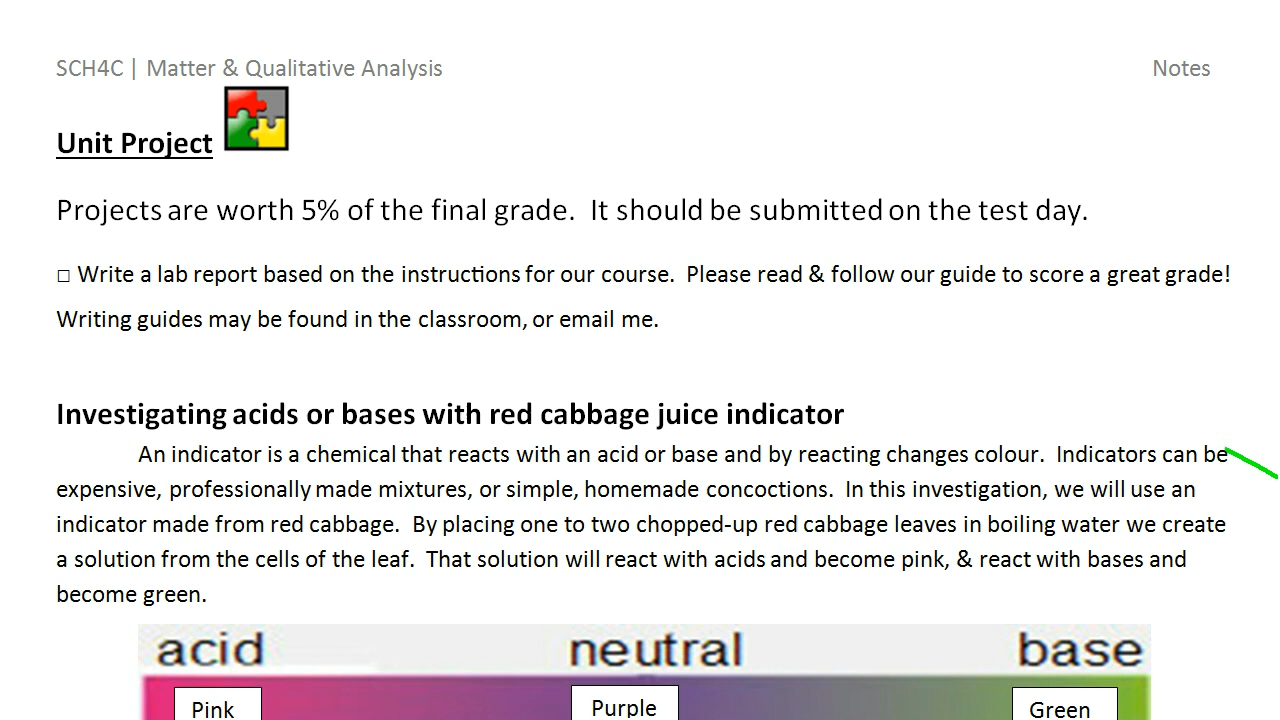 SCH4C | Matter & Qualitative Analysis Notes
Unit Project
Projects are worth 5% of the final grade.  It should be submitted on the test day.
□ Write a lab report based on the instructions for our course.  Please read & follow our guide to score a great grade!
Writing guides may be found in the classroom, or email me.
Investigating acids or bases with red cabbage juice indicator
An indicator is a chemical that reacts with an acid or base and by reacting changes colour.  Indicators can be
expensive, professionally made mixtures, or simple, homemade concoctions.  In this investigation, we will use an
indicator made from red cabbage.  By placing one to two chopped-up red cabbage leaves in boiling water we create
a solution from the cells of the leaf.  That solution will react with acids and become pink, & react with bases and
become green.
acid neutral base
Pink Purple Green